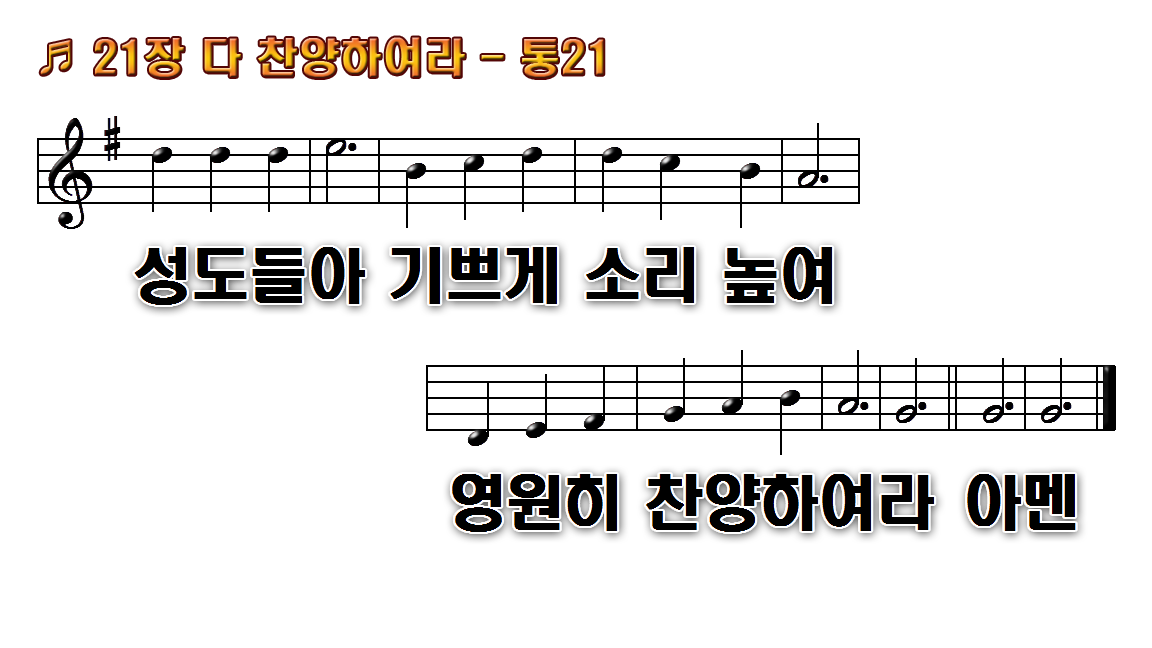 ♬ 21장 다 찬양하여라 - 통21
성도들아 기쁘게 소리 높여
영원히 찬양하여라 아멘